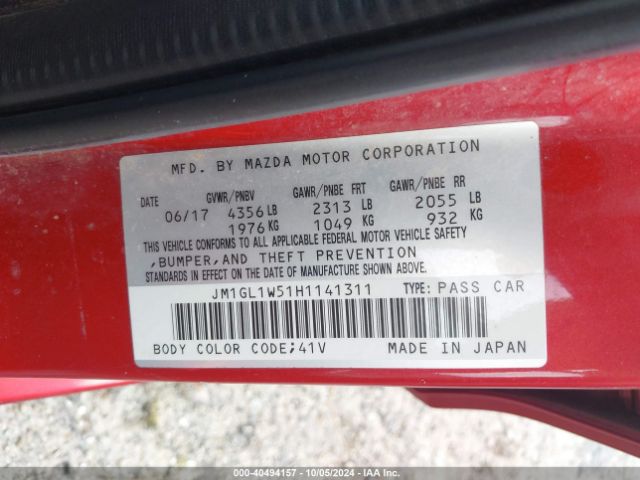 MFD. BY MAZDA MOTOR CORPORATION
DATE GVWR/PNBV GAWR/PNBE FRT GAWR/PNBE RR
06/17 4356 LB 2313 LB 2055 LB
1976 KG 1049 KG 932 KG
THIS VEHICLE CONFORMS TO ALL APPLICABLE FEDERAL MOTOR VEHICLE SAFETY
,BUMPER,AND THEFT PREVENTION
STANDARDS IN EFFECT ON THE DATE OF MANUFACTURE SHOWN ABOVE.
JM1GL1W51H1141311 TYPE: PASS CAR
BODY COLOR CODE;41V MADE IN JAPAN
000-40494157 - 10/05/2024 - IAA Inc.